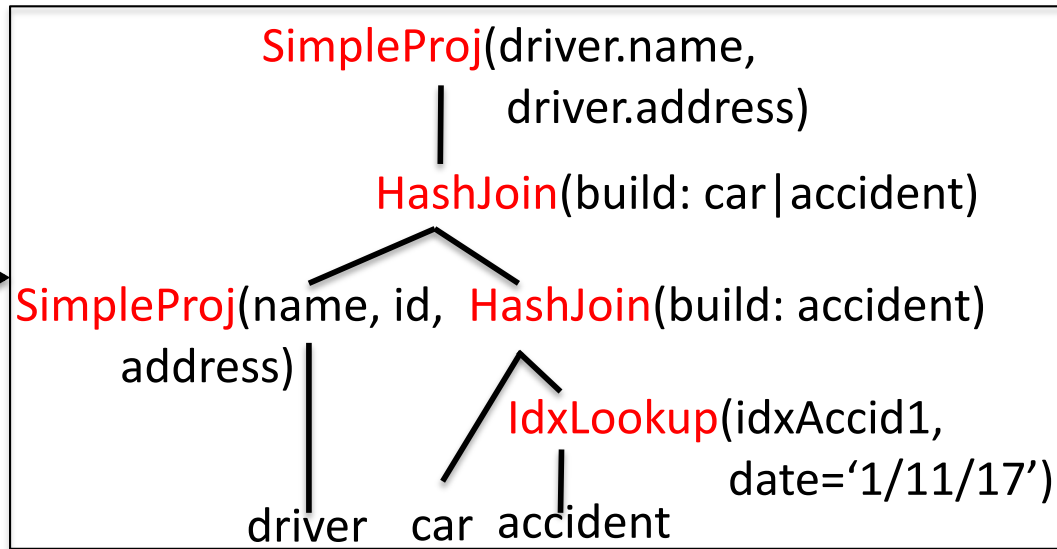 SimpleProj(driver.name,
driver.address)
HashJoin(build: car|accident)
SimpleProj(name, id,
address)
HashJoin(build: accident)
IdxLookup(idxAccid1,
date=‘1/11/17’)
driver
car
accident